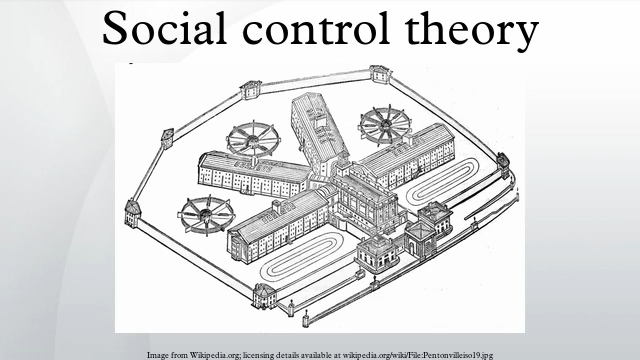 Social control theory
Image from Wikipedia.org; licensing details available at wikipedia.org/wiki/File:Pentonvilleiso19.jpg